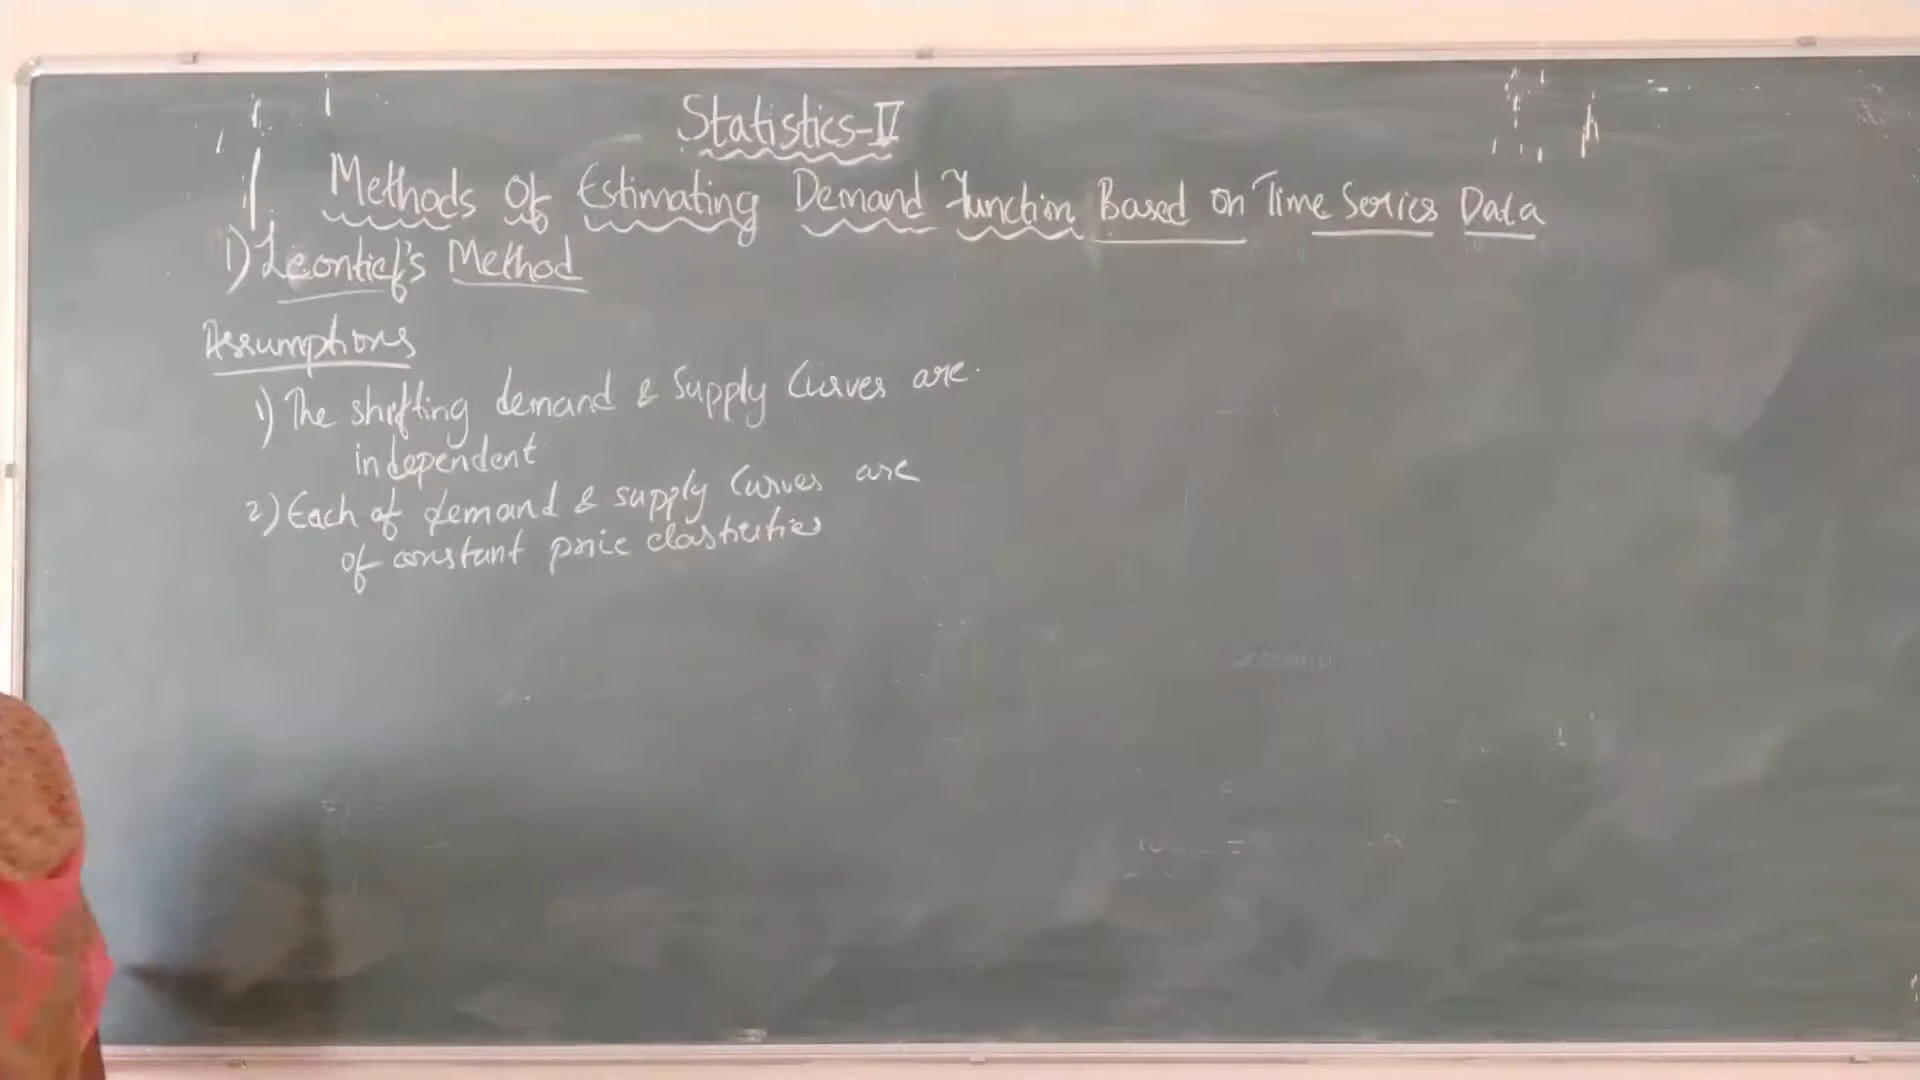 Statistics-IV
Methods Of Estimating Demand Function Based on Time Series Data
1) Leontief's Method
Assumptions
1) The shifting demand & Supply Curves are.
independent
2) Each of demand & supply Curves are
of constant price elasticities